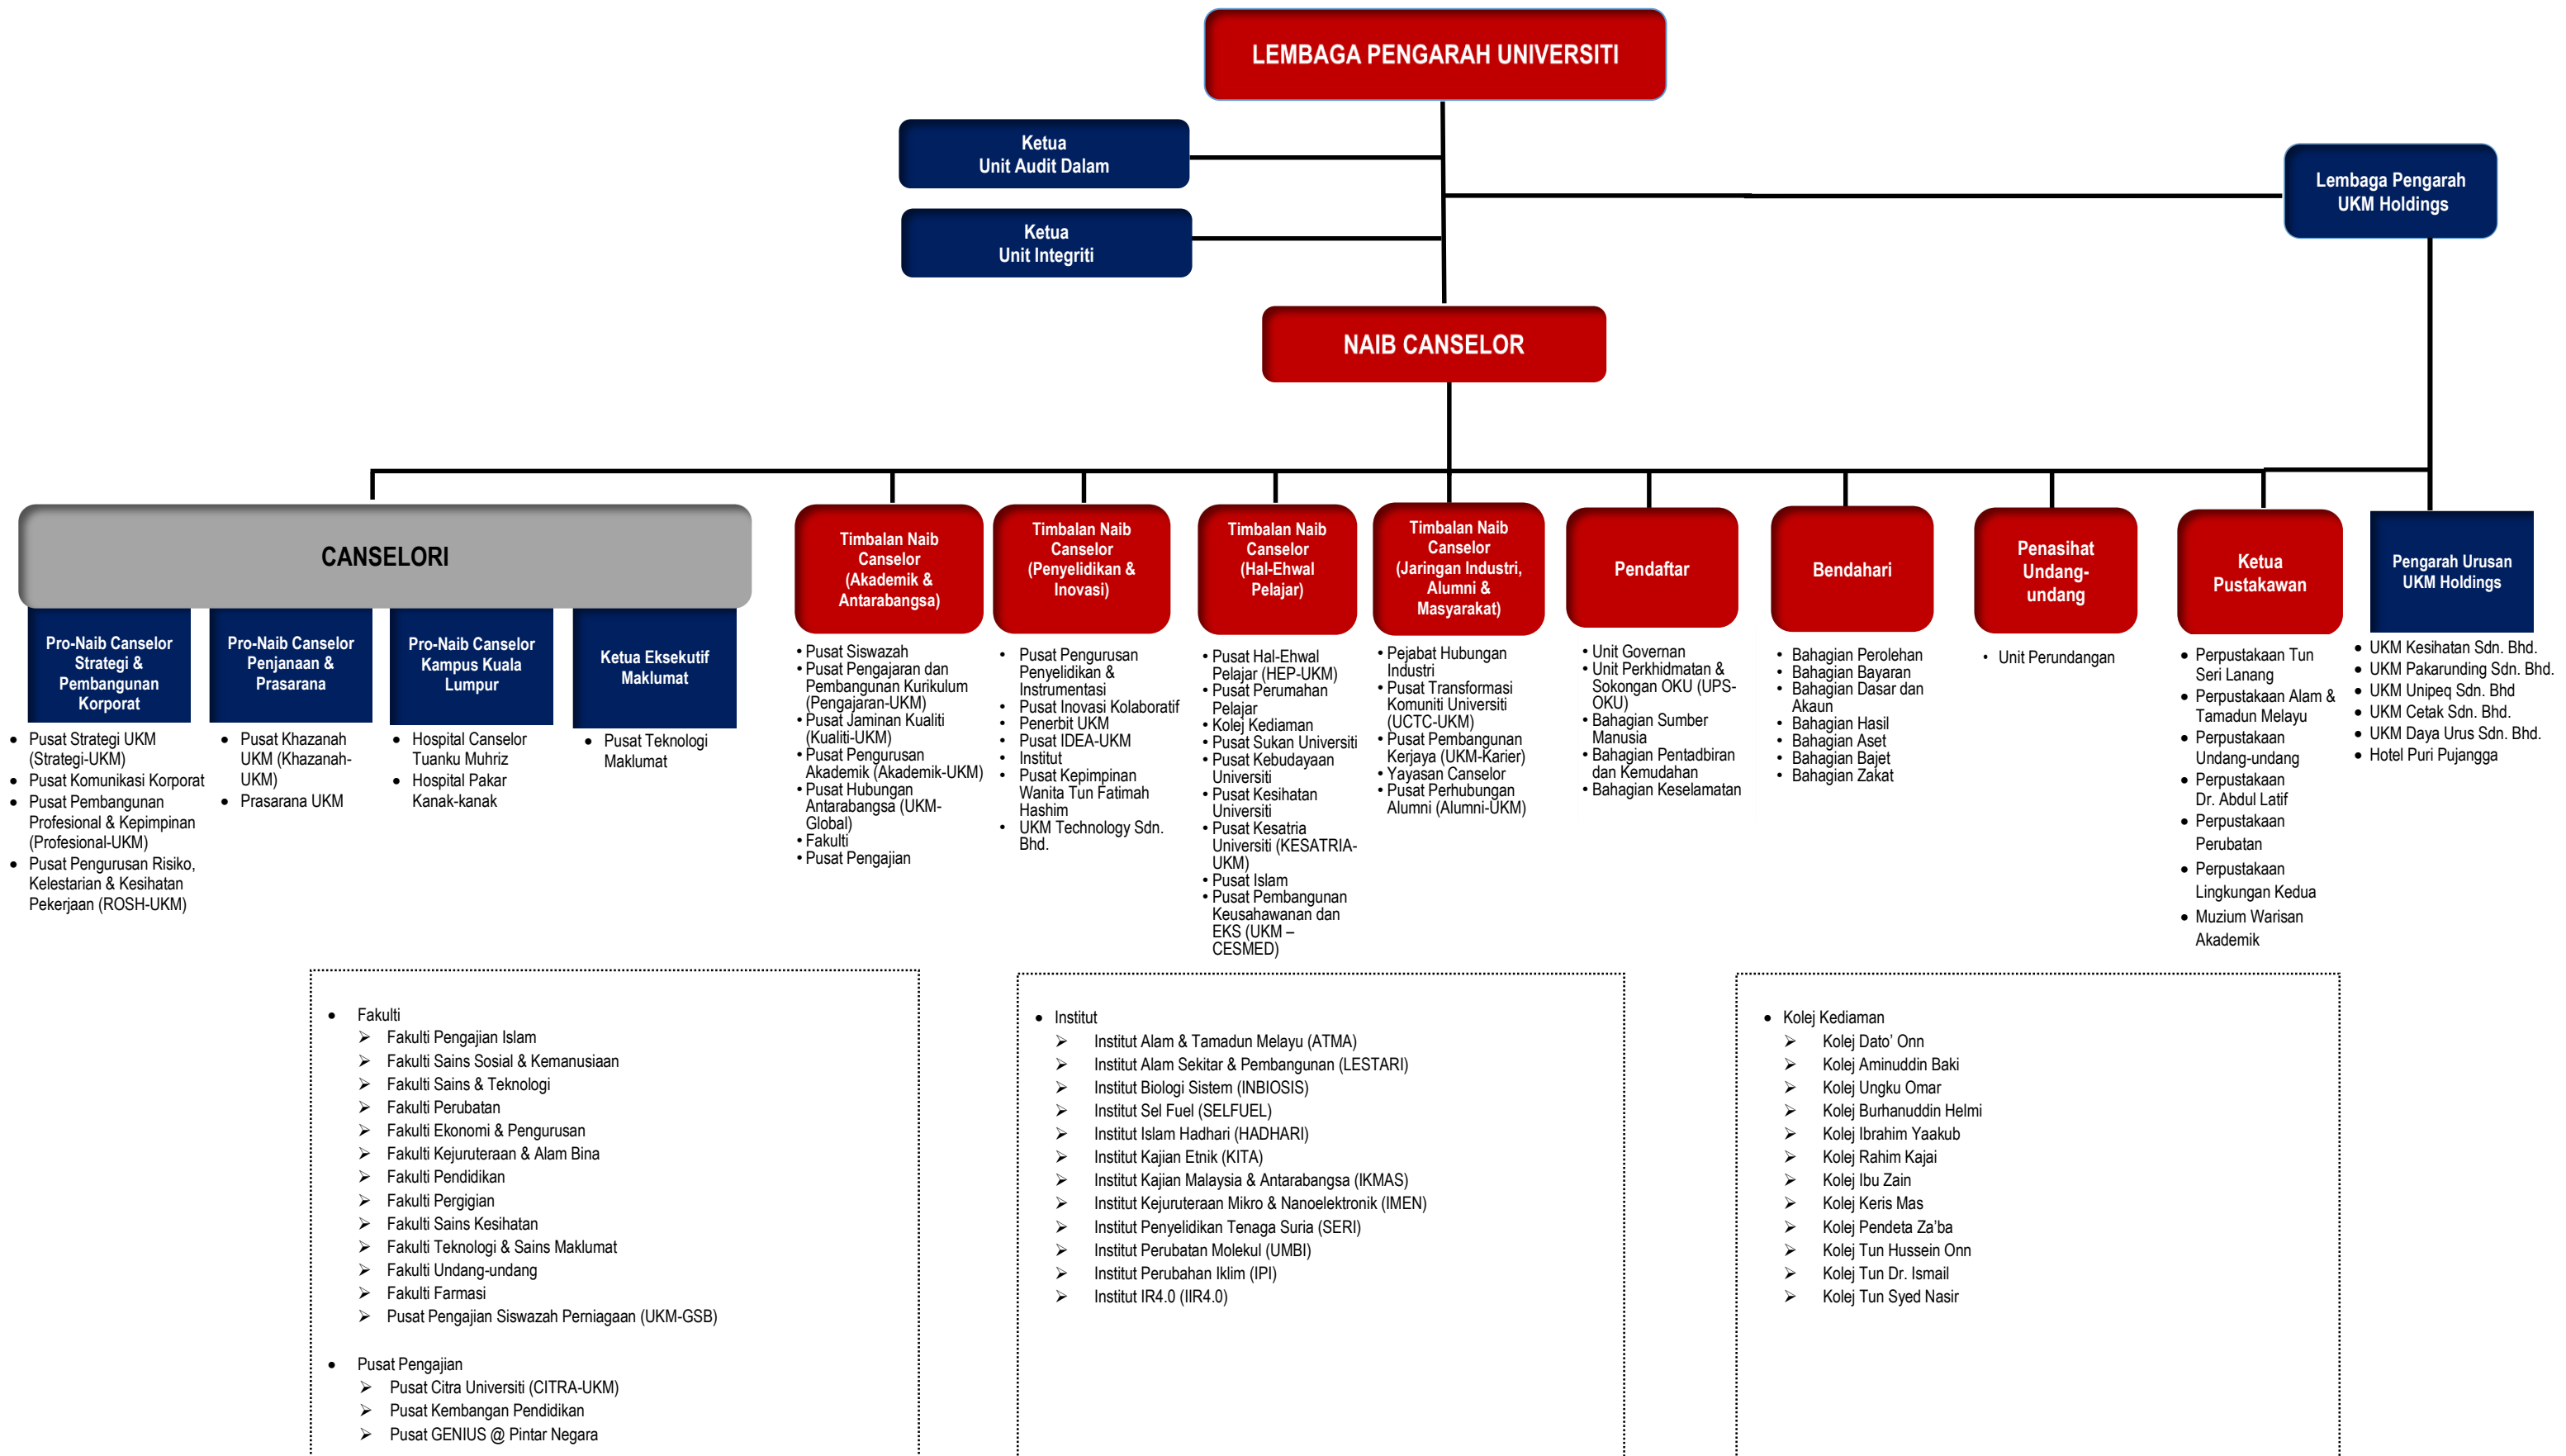 LEMBAGA PENGARAH UNIVERSITI
Ketua
Unit Audit Dalam
Lembaga Pengarah
UKM Holdings
Ketua
Unit Integriti
NAIB CANSELOR
CANSELORI
Pro-Naib Canselor
Strategi &
Pembangunan
Korporat
• Pusat Strategi UKM
(Strategi-UKM)
• Pusat Komunikasi Korporat
• Pusat Pembangunan
Profesional & Kepimpinan
(Profesional-UKM)
• Pusat Pengurusan Risiko,
Kelestarian & Kesihatan
Pekerjaan (ROSH-UKM)
Pro-Naib Canselor
Penjanaan &
Prasarana
• Pusat Khazanah
UKM (Khazanah-
UKM)
• Prasarana UKM
Pro-Naib Canselor
Kampus Kuala
Lumpur
• Hospital Canselor
Tuanku Muhriz
• Hospital Pakar
Kanak-kanak
Ketua Eksekutif
Maklumat
• Pusat Teknologi
Maklumat
Timbalan Naib
Canselor
(Akademik &
Antarabangsa)
• Pusat Siswazah
• Pusat Pengajaran dan
Pembangunan Kurikulum
(Pengajaran-UKM)
• Pusat Jaminan Kualiti
(Kualiti-UKM)
• Pusat Pengurusan
Akademik (Akademik-UKM)
• Pusat Hubungan
Antarabangsa (UKM-
Global)
• Fakulti
• Pusat Pengajian
Timbalan Naib
Canselor
(Penyelidikan &
Inovasi)
• Pusat Pengurusan
Penyelidikan &
Instrumentasi
• Pusat Inovasi Kolaboratif
• Penerbit UKM
• Pusat IDEA-UKM
• Institut
• Pusat Kepimpinan
Wanita Tun Fatimah
Hashim
• UKM Technology Sdn.
Bhd.
Timbalan Naib
Canselor
(Hal-Ehwal
Pelajar)
• Pusat Hal-Ehwal
Pelajar (HEP-UKM)
• Pusat Perumahan
Pelajar
• Kolej Kediaman
• Pusat Sukan Universiti
• Pusat Kebudayaan
Universiti
• Pusat Kesihatan
Universiti
• Pusat Kesatria
Universiti (KESATRIA-
UKM)
• Pusat Islam
• Pusat Pembangunan
Keusahawanan dan
EKS (UKM –
CESMED)
Timbalan Naib
Canselor
(Jaringan Industri,
Alumni &
Masyarakat)
• Pejabat Hubungan
Industri
• Pusat Transformasi
Komuniti Universiti
(UCTC-UKM)
• Pusat Pembangunan
Kerjaya (UKM-Karier)
• Yayasan Canselor
• Pusat Perhubungan
Alumni (Alumni-UKM)
Pendaftar
• Unit Governan
• Unit Perkhidmatan &
Sokongan OKU (UPS-
OKU)
• Bahagian Sumber
Manusia
• Bahagian Pentadbiran
dan Kemudahan
• Bahagian Keselamatan
Bendahari
• Bahagian Perolehan
• Bahagian Bayaran
• Bahagian Dasar dan
Akaun
• Bahagian Hasil
• Bahagian Aset
• Bahagian Bajet
• Bahagian Zakat
Penasihat
Undang-
undang
• Unit Perundangan
Ketua
Pustakawan
• Perpustakaan Tun
Seri Lanang
• Perpustakaan Alam &
Tamadun Melayu
• Perpustakaan
Undang-undang
• Perpustakaan
Dr. Abdul Latif
• Perpustakaan
Perubatan
• Perpustakaan
Lingkungan Kedua
• Muzium Warisan
Akademik
Pengarah Urusan
UKM Holdings
• UKM Kesihatan Sdn. Bhd.
• UKM Pakarunding Sdn. Bhd.
• UKM Unipeq Sdn. Bhd
• UKM Cetak Sdn. Bhd.
• UKM Daya Urus Sdn. Bhd.
• Hotel Puri Pujangga
• Fakulti
➢ Fakulti Pengajian Islam
➢ Fakulti Sains Sosial & Kemanusiaan
➢ Fakulti Sains & Teknologi
➢ Fakulti Perubatan
➢ Fakulti Ekonomi & Pengurusan
➢ Fakulti Kejuruteraan & Alam Bina
➢ Fakulti Pendidikan
➢ Fakulti Pergigian
➢ Fakulti Sains Kesihatan
➢ Fakulti Teknologi & Sains Maklumat
➢ Fakulti Undang-undang
➢ Fakulti Farmasi
➢ Pusat Pengajian Siswazah Perniagaan (UKM-GSB)
• Pusat Pengajian
➢ Pusat Citra Universiti (CITRA-UKM)
➢ Pusat Kembangan Pendidikan
➢ Pusat GENIUS @ Pintar Negara
• Institut
➢ Institut Alam & Tamadun Melayu (ATMA)
➢ Institut Alam Sekitar & Pembangunan (LESTARI)
➢ Institut Biologi Sistem (INBIOSIS)
➢ Institut Sel Fuel (SELFUEL)
➢ Institut Islam Hadhari (HADHARI)
➢ Institut Kajian Etnik (KITA)
➢ Institut Kajian Malaysia & Antarabangsa (IKMAS)
➢ Institut Kejuruteraan Mikro & Nanoelektronik (IMEN)
➢ Institut Penyelidikan Tenaga Suria (SERI)
➢ Institut Perubatan Molekul (UMBI)
➢ Institut Perubahan Iklim (IPI)
➢ Institut IR4.0 (IIR4.0)
• Kolej Kediaman
➢ Kolej Dato’ Onn
➢ Kolej Aminuddin Baki
➢ Kolej Ungku Omar
➢ Kolej Burhanuddin Helmi
➢ Kolej Ibrahim Yaakub
➢ Kolej Rahim Kajai
➢ Kolej Ibu Zain
➢ Kolej Keris Mas
➢ Kolej Pendeta Za’ba
➢ Kolej Tun Hussein Onn
➢ Kolej Tun Dr. Ismail
➢ Kolej Tun Syed Nasir